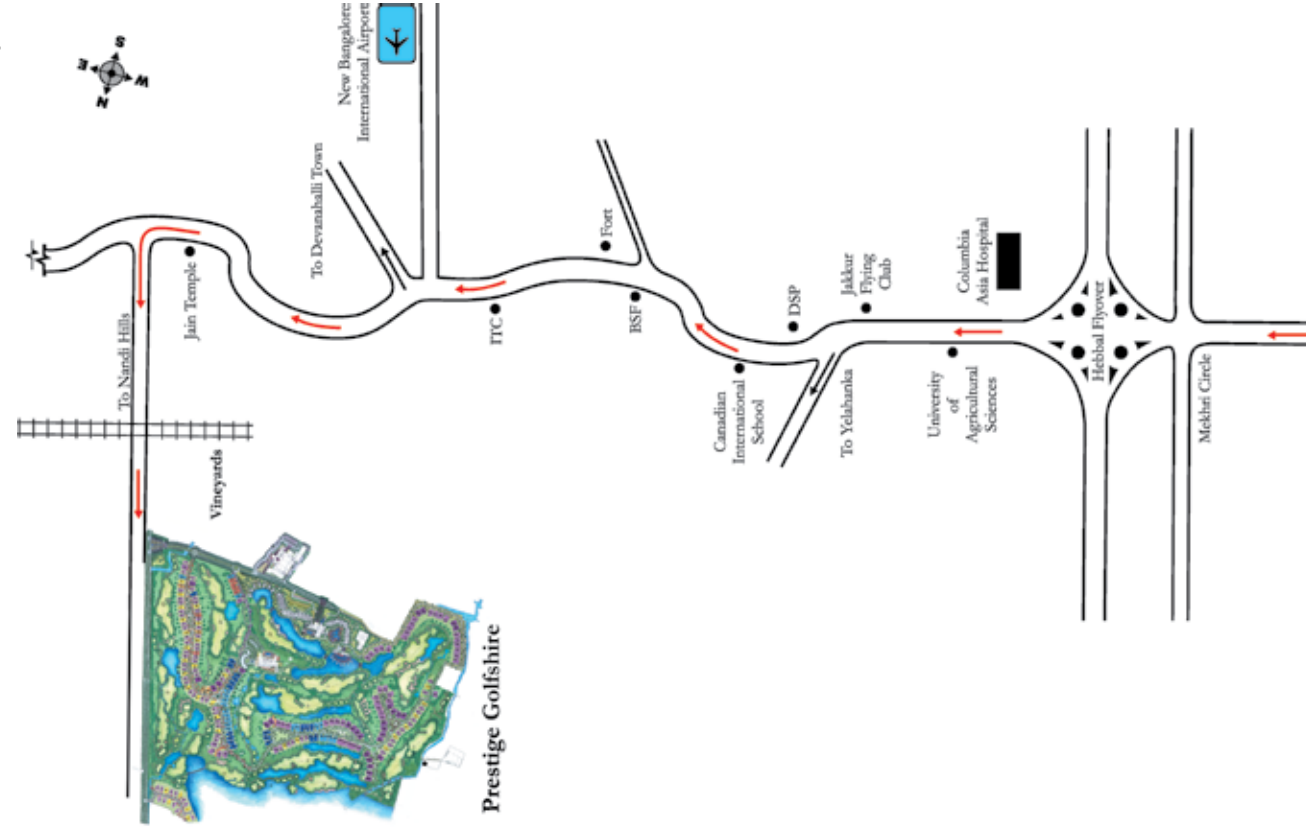 S
E
W
N
New Bangalore
International Airport
To Devanahalli Town
Fort
Columbia
Asia Hospital
Jakkur
Flying
Club
DSP
Jain Temple
ITC
BSF
Hebbal Flyover
To Nandi Hills
Canadian
International
School
To Yelahanka
University
of
Agricultural
Sciences
Mekhri Circle
Vineyards
Prestige Golfshire